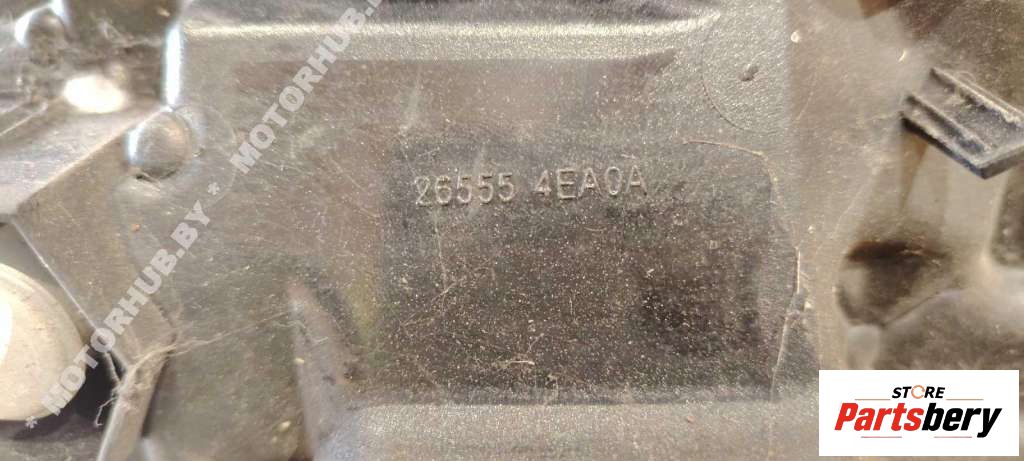 * MOTORHUB.BY * MOTORHUB.BY
26555 4EA0A
STORE
Partsbery